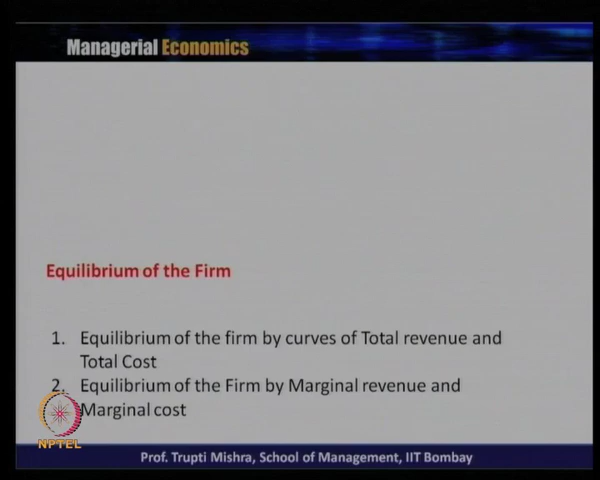 Managerial Economics
Equilibrium of the Firm
1. Equilibrium of the firm by curves of Total revenue and
Total Cost
2. Equilibrium of the Firm by Marginal revenue and
Marginal cost
NPTEL
Prof. Trupti Mishra, School of Management, IIT Bombay